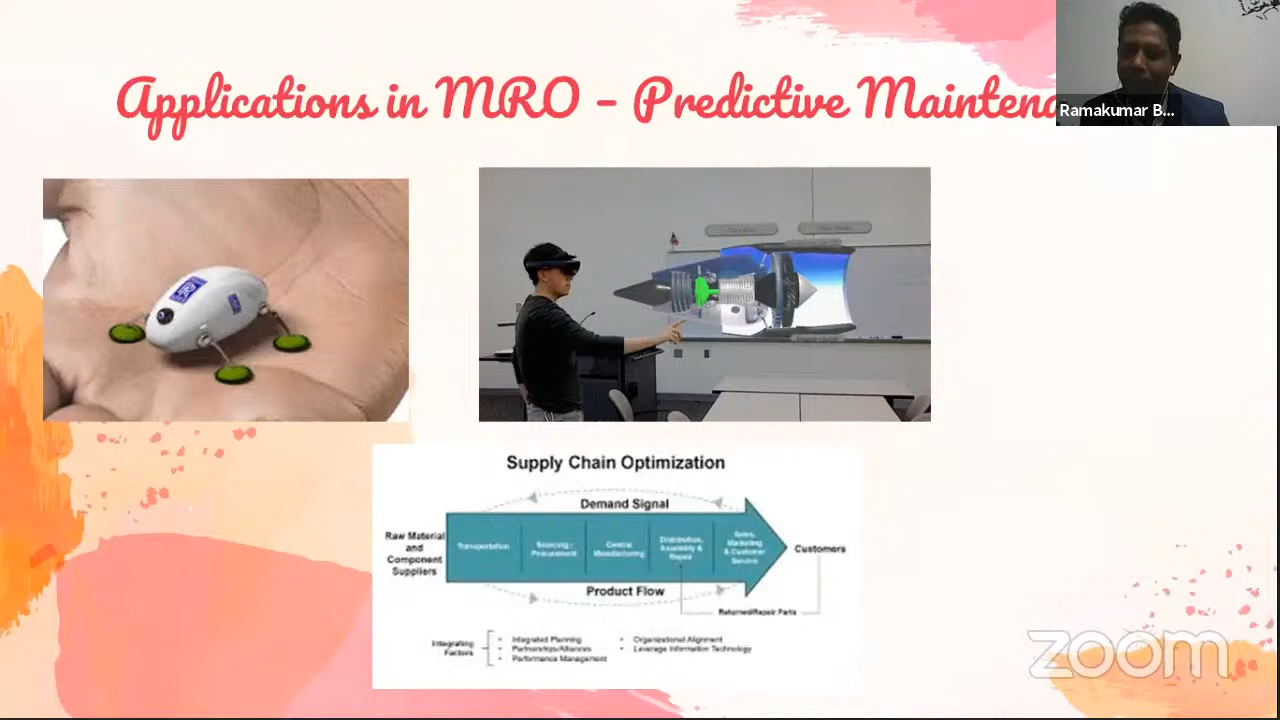 Applications in MRO – Predictive Maintena
Ramakumar B...
Supply Chain Optimization
Demand Signal
Raw Material
and
Component
Suppliers
Transportation
Sourcing -
Procurement
Central
Manufacturing
Distribution,
Assembly &
Repair
Sales,
Marketing
& Customer
Service
Customers
Product Flow
Returned/Repair Parts
Integrating
Factors
• Integrated Planning
• Partnerships/Alliances
• Performance Management
• Organizational Alignment
• Leverage Information Technology
zoom